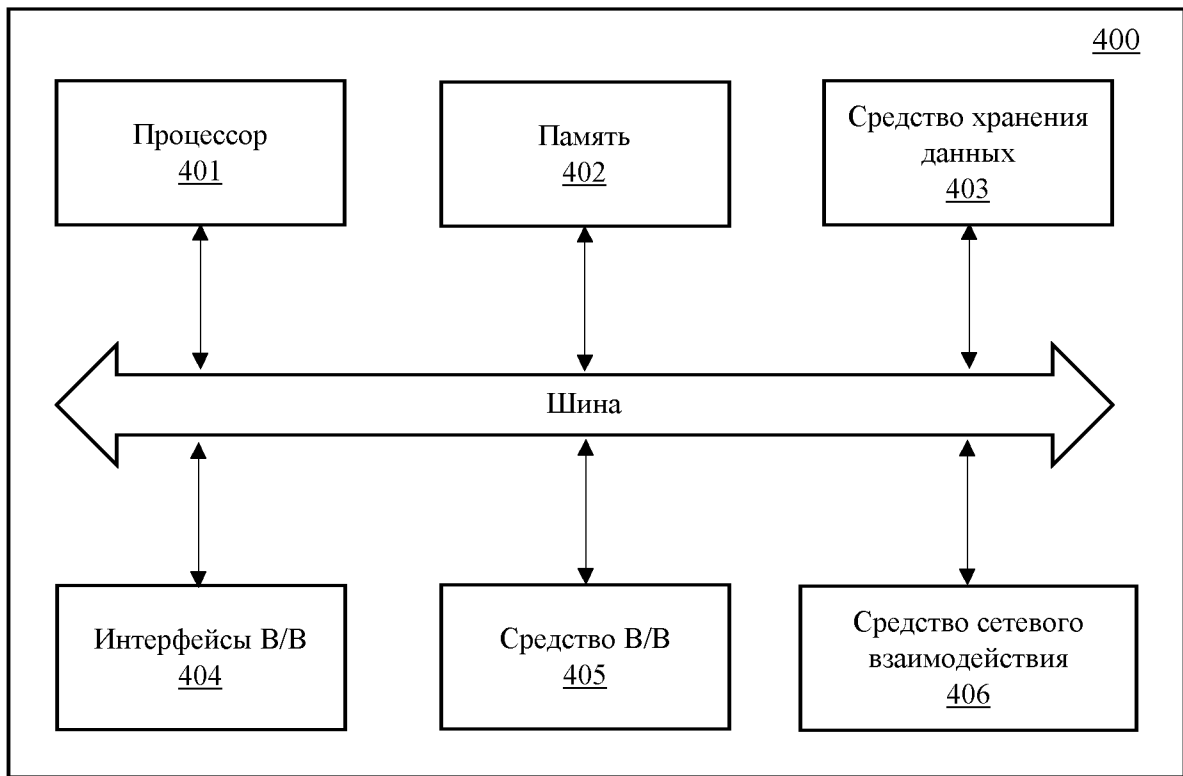 400
Процессор
401
Память
402
Средство хранения
данных
403
Шина
Интерфейсы В/В
404
Средство В/В
405
Средство сетевого
взаимодействия
406